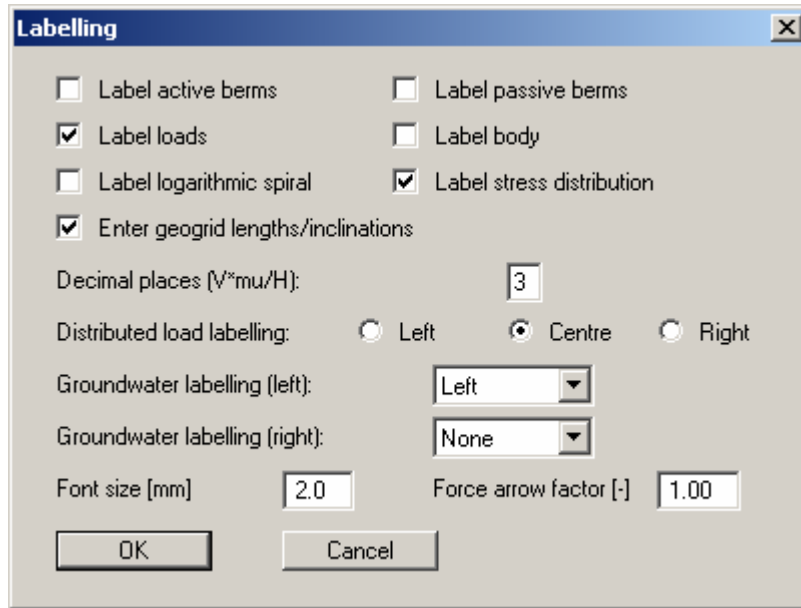 Labelling
Label active berms Label passive berms
Label loads Label body
Label logarithmic spiral Label stress distribution
Enter geogrid lengths/inclinations
Decimal places (V*mu/H): 3
Distributed load labelling: Left Centre Right
Groundwater labelling (left): Left
Groundwater labelling (right): None
Font size [mm] 2.0 Force arrow factor [-] 1.00
OK Cancel